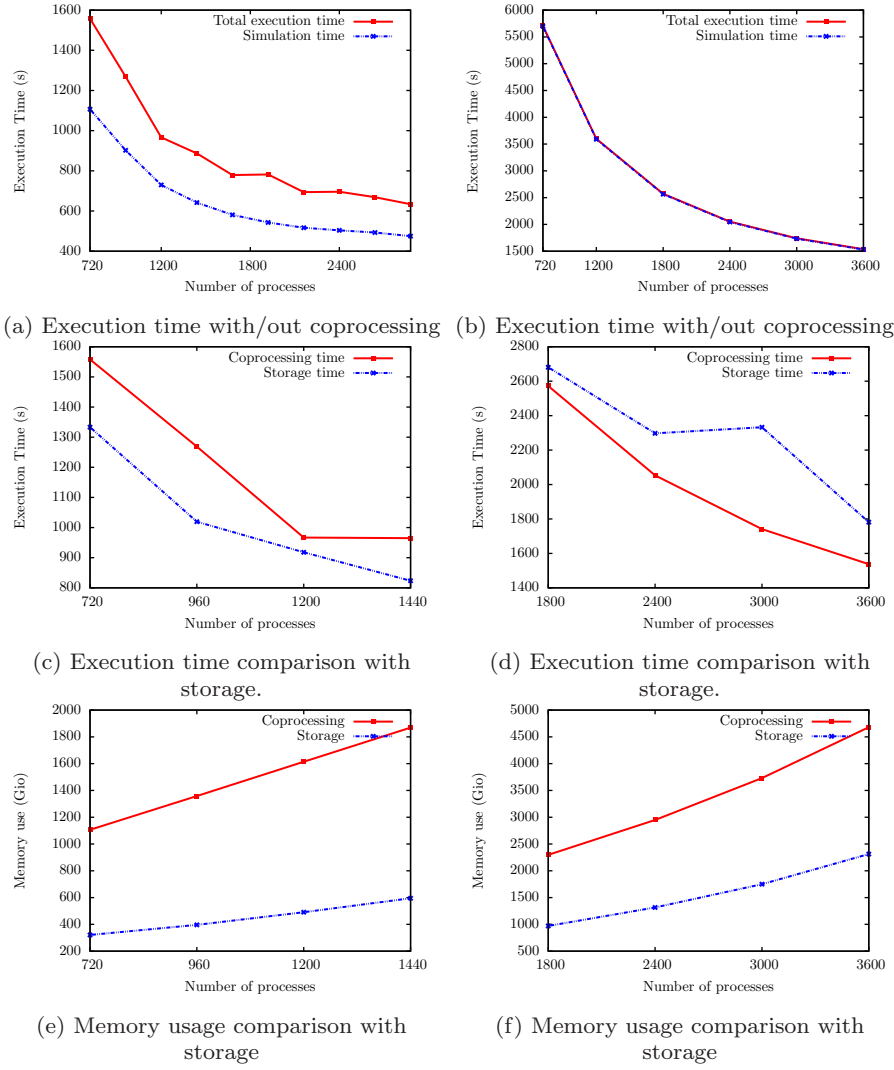 1600
1400
1200
1000
800
600
400
720 1200 1800 2400
Execution Time (s)
Number of processes
Total execution time
Simulation time
6000
5500
5000
4500
4000
3500
3000
2500
2000
1500
720 1200 1800 2400 3000 3600
Execution Time (s)
Number of processes
Total execution time
Simulation time
(a) Execution time with/out coprocessing
(b) Execution time with/out coprocessing
1600
1500
1400
1300
1200
1100
1000
900
800
720 960 1200 1440
Execution Time (s)
Number of processes
Coprocessing time
Storage time
2800
2600
2400
2200
2000
1800
1600
1400
1800 2400 3000 3600
Execution Time (s)
Number of processes
Coprocessing time
Storage time
(c) Execution time comparison with
storage.
(d) Execution time comparison with
storage.
2000
1800
1600
1400
1200
1000
800
600
400
200
720 960 1200 1440
Memory use (Gio)
Number of processes
Coprocessing
Storage
5000
4500
4000
3500
3000
2500
2000
1500
1000
500
1800 2400 3000 3600
Memory use (Gio)
Number of processes
Coprocessing
Storage
(e) Memory usage comparison with
storage
(f) Memory usage comparison with
storage